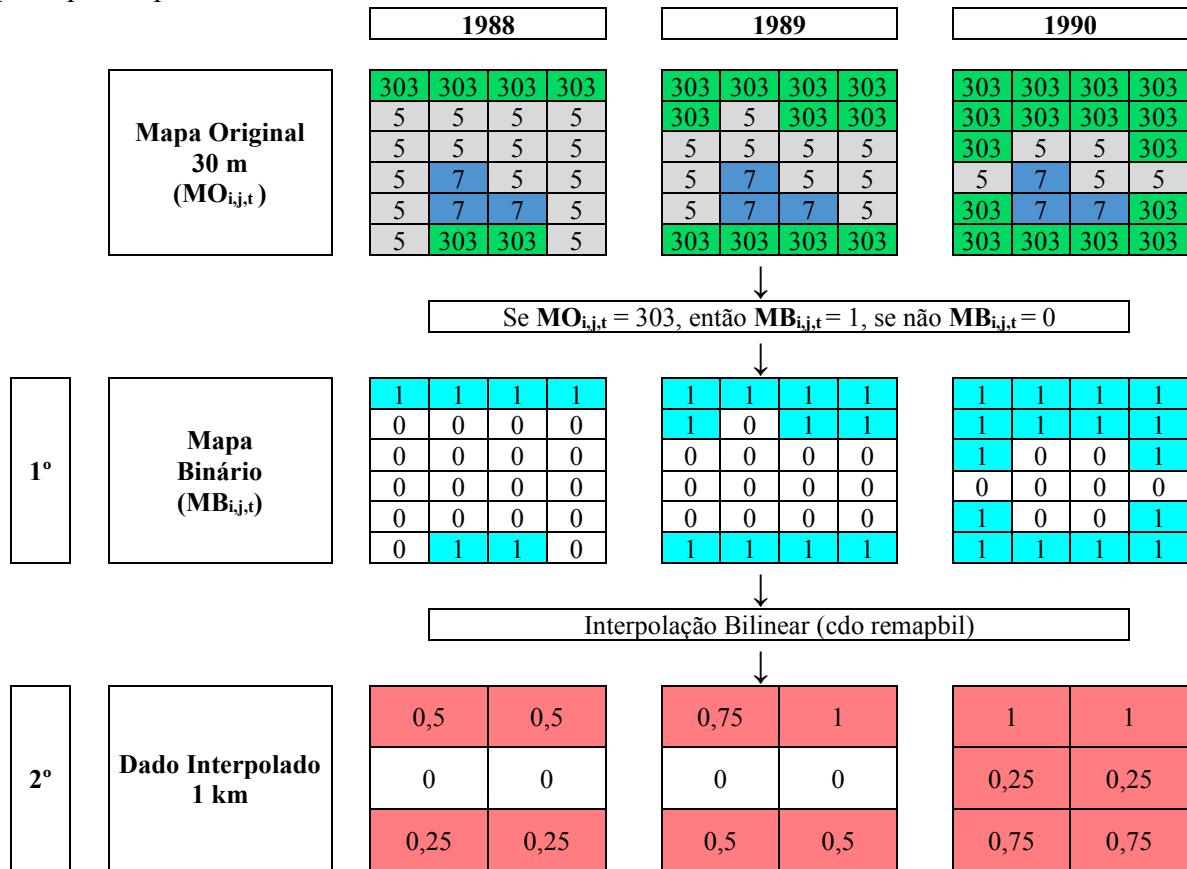 1988 1989 1990
Mapa Original
30 m
(MOi,j,t )
303 303 303 303 303 303 303 303 303 303 303 303
5 5 5 5 303 5 303 303 303 303 303 303
5 5 5 5 5 5 5 5 303 5 5 303
5 7 5 5 5 7 5 5 5 7 5 5
5 7 7 5 5 7 7 5 303 7 7 303
5 303 303 5 303 303 303 303 303 303 303 303
↓
Se MOi,j,t = 303, então MBi,j,t = 1, se não MBi,j,t = 0
↓
1º
Mapa
Binário
(MBi,j,t)
1 1 1 1 1 1 1 1 1 1 1 1
0 0 0 0 1 0 1 1 1 1 1 1
0 0 0 0 0 0 0 0 1 0 0 1
0 0 0 0 0 0 0 0 0 0 0 0
0 0 0 0 0 0 0 0 1 0 0 1
0 1 1 0 1 1 1 1 1 1 1 1
↓
Interpolação Bilinear (cdo remapbil)
↓
2º
Dado Interpolado
1 km
0,5 0,5 0,75 1 1 1
0 0 0 0 0,25 0,25
0,25 0,25 0,5 0,5 0,75 0,75